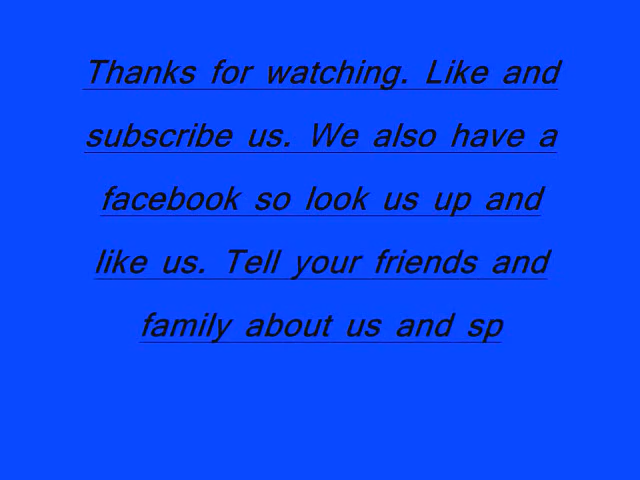 Thanks for watching. Like and
subscribe us. We also have a
facebook so look us up and
like us. Tell your friends and
family about us and sp